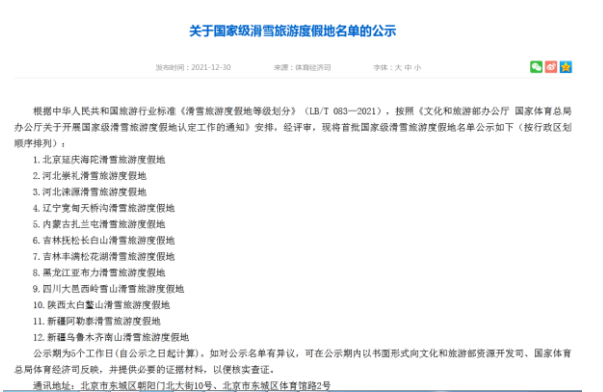 关于国家级滑雪旅游度假地名单的公示
发布时间：2021-12-30 来源：体育经济司 字体：大 中 小
根据中华人民共和国旅游行业标准《滑雪旅游度假地等级划分》（LB/T 083—2021），按照《文化和旅游部办公厅 国家体育总局
办公厅关于开展国家级滑雪旅游度假地认定工作的通知》安排，经评审，现将首批国家级滑雪旅游度假地名单公示如下（按行政区划
顺序排列）：
1.北京延庆海陀滑雪旅游度假地
2.河北崇礼滑雪旅游度假地
3.河北涞源滑雪旅游度假地
4.辽宁宽甸天桥沟滑雪旅游度假地
5.内蒙古扎兰屯滑雪旅游度假地
6.吉林抚松长白山滑雪旅游度假地
7.吉林丰满松花湖滑雪旅游度假地
8.黑龙江亚布力滑雪旅游度假地
9.四川大邑西岭雪山滑雪旅游度假地
10.陕西太白鳌山滑雪旅游度假地
11.新疆阿勒泰滑雪旅游度假地
12.新疆乌鲁木齐南山滑雪旅游度假地
公示期为5个工作日(自公示之日起计算)，如对公示名单有异议，可在公示期内以书面形式向文化和旅游部资源开发司、国家体育
总局体育经济司反映，并提供必要的证据材料，以便核实查证。
通讯地址：北京市东城区朝阳门北大街10号、北京市东城区体育馆路2号